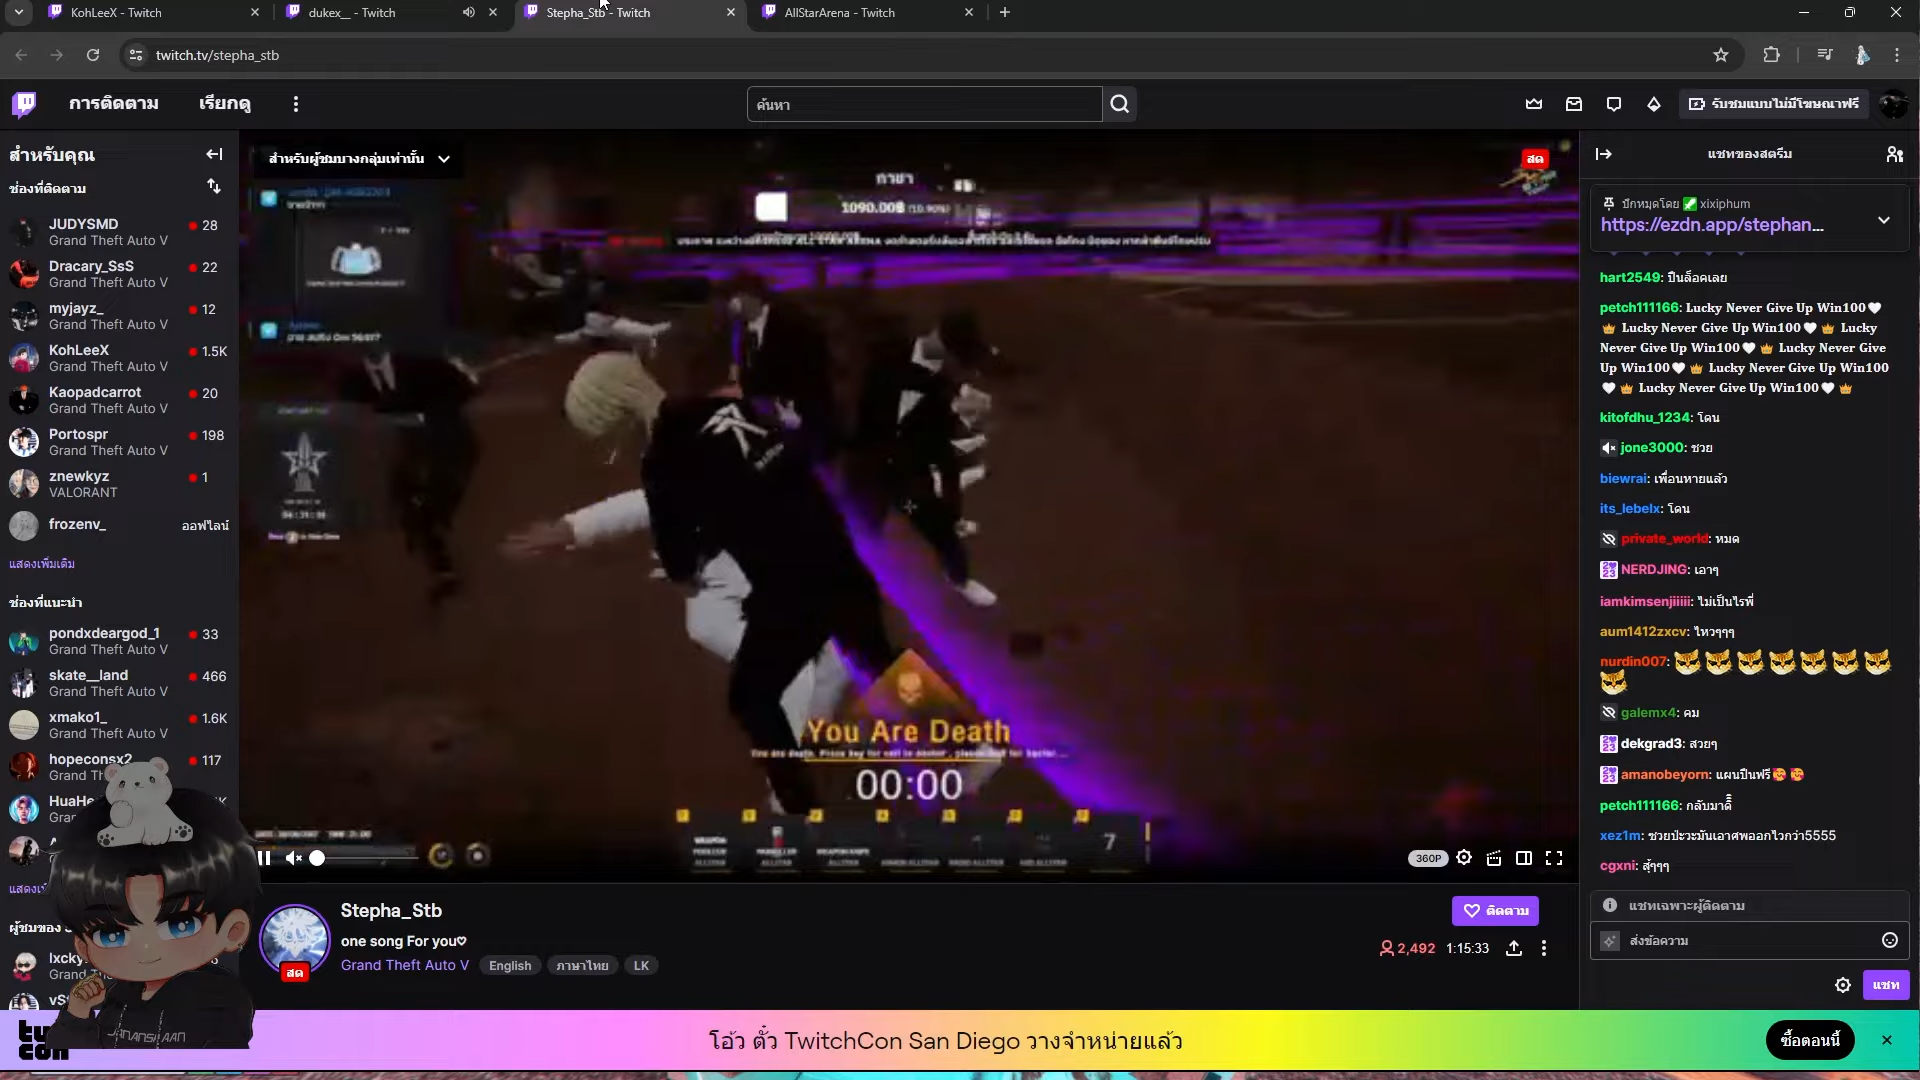 KohLeeX - Twitch
dukex__ - Twitch
Stepha_Stb - Twitch
AllStarArena - Twitch
twitch.tv/stepha_stb
การติดตาม
เรียกดู
ค้นหา
รับชมแบบไม่มีโฆษณาฟรี
สำหรับคุณ
ช่องที่ติดตาม
JUDYSMD 28
Grand Theft Auto V
Dracary_SsS 22
Grand Theft Auto V
myjayz_ 12
Grand Theft Auto V
KohLeeX 1.5K
Grand Theft Auto V
Kaopadcarrot 20
Grand Theft Auto V
Portospr 198
Grand Theft Auto V
znewkyz 1
VALORANT
frozenv_ ออฟไลน์
แสดงเพิ่มเติม
ช่องที่แนะนำ
pondxdeargod_1 33
Grand Theft Auto V
skate__land 466
Grand Theft Auto V
xmako1_ 1.6K
Grand Theft Auto V
hopeconsx2 117
Grand Th
HuaHe
Gran
lxcky
Grand
สำหรับผู้ชมบางกลุ่มเท่านั้น
สด
กาชา
1090.00฿ (10.90%)
You Are Death
00:00
7
360P
Stepha_Stb
ติดตาม
one song For you♡
Grand Theft Auto V
English
ภาษาไทย
LK
สด
2,492
1:15:33
แชทของสตรีม
ปักหมุดโดย xixiphum
https://ezdn.app/stephan...
hart2549: ปืนล็อคเลย
petch111166: Lucky Never Give Up Win100🤍
👑 Lucky Never Give Up Win100🤍 👑 Lucky
Never Give Up Win100🤍 👑 Lucky Never Give
Up Win100🤍 👑 Lucky Never Give Up Win100
🤍 👑 Lucky Never Give Up Win100🤍 👑
kitofdhu_1234: โดน
jone3000: ชวย
biewrai: เพื่อนหายแล้ว
its_lebelx: โดน
private_world: หมด
NERDJING: เอาๆ
iamkimsenjiiiii: ไม่เป็นไรพี่
aum1412zxcv: ไหวๆๆๆ
nurdin007:
galemx4: คม
dekgrad3: สวยๆ
amanobeyorn: แผนปืนฟรี🥰 🥰
petch111166: กลับมาดิ๊
xez1m: ชวยป่ะวะมันเอาศพออกไวกว่า5555
cgxni: สู้ๆๆๆ
แชทเฉพาะผู้ติดตาม
ส่งข้อความ
แชท
โอ้ว ตั๋ว TwitchCon San Diego วางจำหน่ายแล้ว
ซื้อตอนนี้